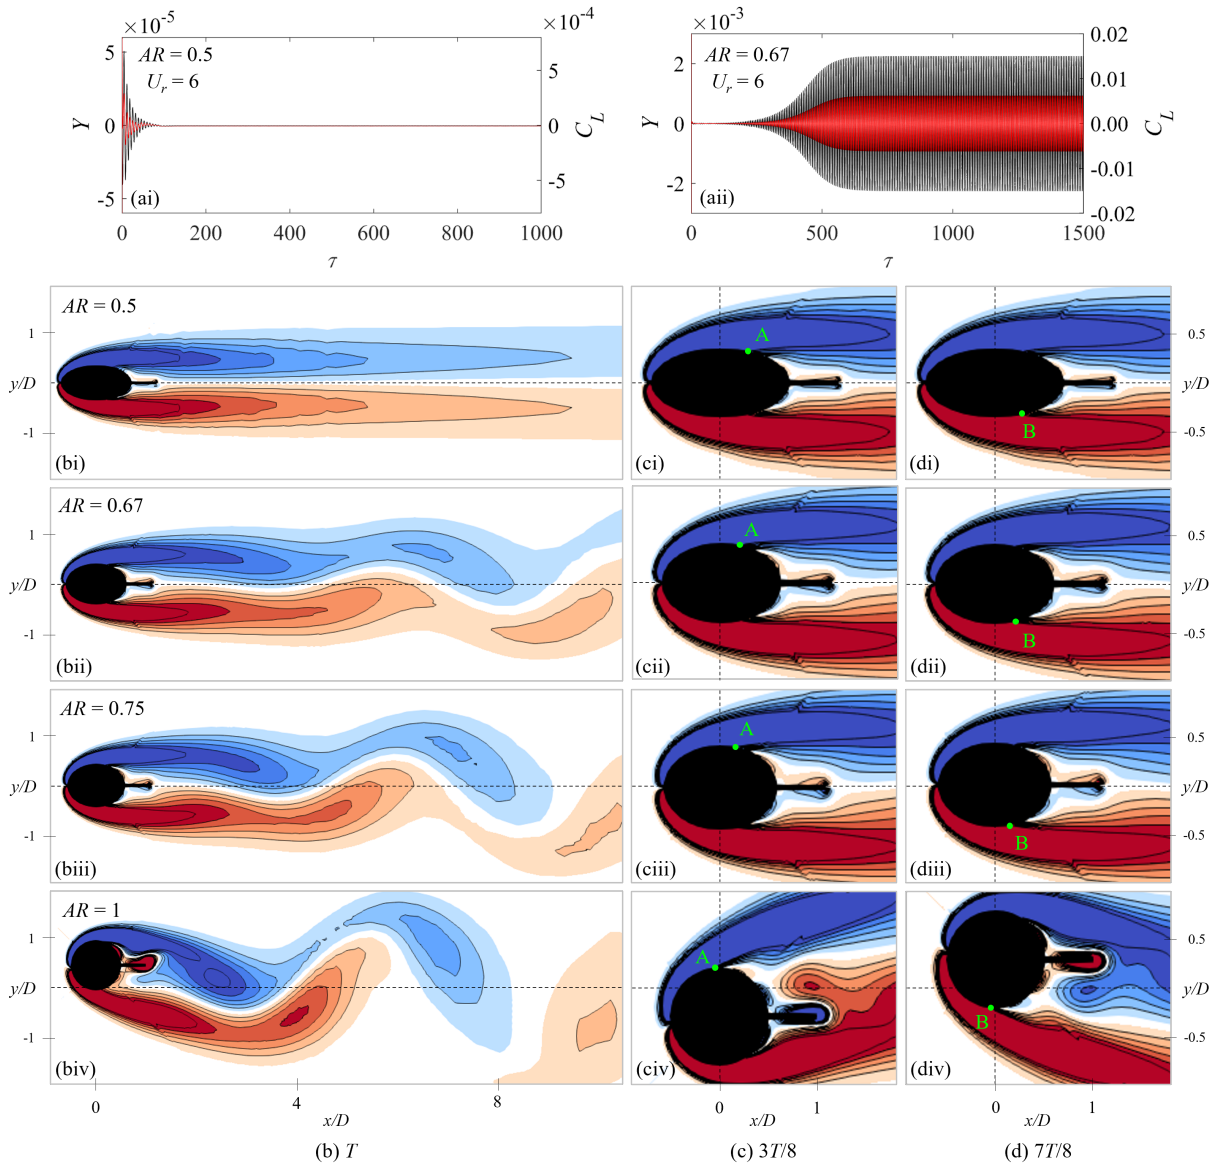 ×10⁻⁵
×10⁻⁴
AR = 0.5
Uᵣ = 6
5
0
-5
Y
5
0
-5
C_L
(ai)
0 200 400 600 800 1000
τ
×10⁻³
AR = 0.67
Uᵣ = 6
2
0
-2
Y
0.02
0.01
0.00
-0.01
-0.02
C_L
(aii)
0 500 1000 1500
τ
AR = 0.5
1
y/D
-1
(bi)
A
(ci)
B
(di)
0.5
y/D
-0.5
AR = 0.67
1
y/D
-1
(bii)
A
(cii)
B
(dii)
0.5
y/D
-0.5
AR = 0.75
1
y/D
-1
(biii)
A
(ciii)
B
(diii)
0.5
y/D
-0.5
AR = 1
1
y/D
-1
(biv)
A
(civ)
B
(div)
0.5
y/D
-0.5
0 4 8
x/D
0 1
x/D
0 1
x/D
(b) T
(c) 3T/8
(d) 7T/8